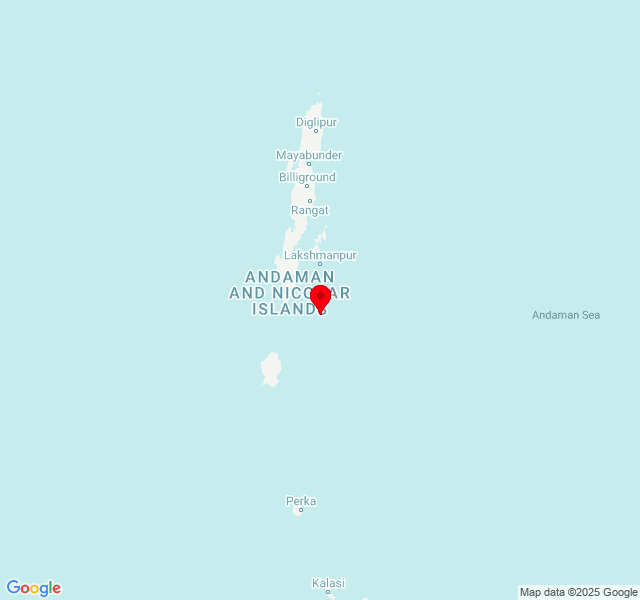 Diglipur
Mayabunder
Billiground
Rangat
Lakshmanpur
ANDAMAN
AND NICOBAR
ISLANDS
Andaman Sea
Perka
Kalasi
Google
Map data ©2025 Google